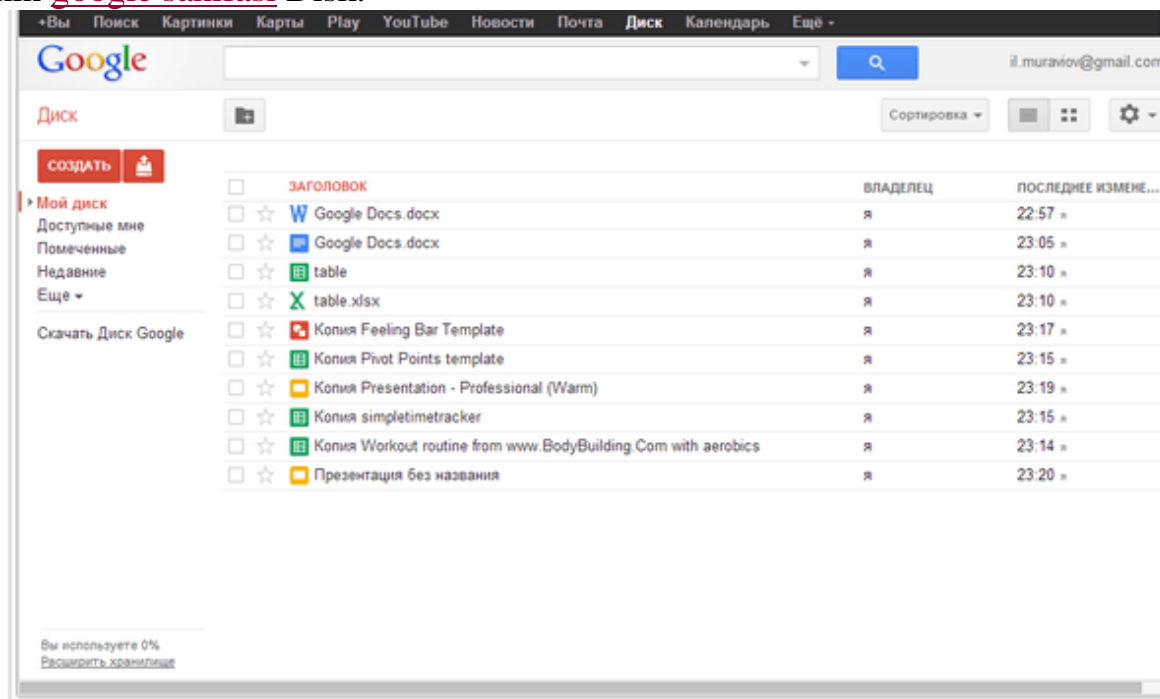 google sahifasi Disk.
+Вы Поиск Картинки Карты Play YouTube Новости Почта Диск Календарь Ещё
Google il.muraviov@gmail.com
Диск Сортировка
СОЗДАТЬ
ЗАГОЛОВОК ВЛАДЕЛЕЦ ПОСЛЕДНЕЕ ИЗМЕНЕ...
Мой диск
Доступные мне
Помеченные
Недавние
Еще
Скачать Диск Google
W Google Docs.docx я 22:57 я
Google Docs.docx я 23:05 я
table я 23:10 я
X table.xlsx я 23:10 я
Копия Feeling Bar Template я 23:17 я
Копия Pivot Points template я 23:15 я
Копия Presentation - Professional (Warm) я 23:19 я
Копия simpletimetracker я 23:15 я
Копия Workout routine from www.BodyBuilding.Com with aerobics я 23:14 я
Презентация без названия я 23:20 я
Вы используете 0%
Расширить хранилище